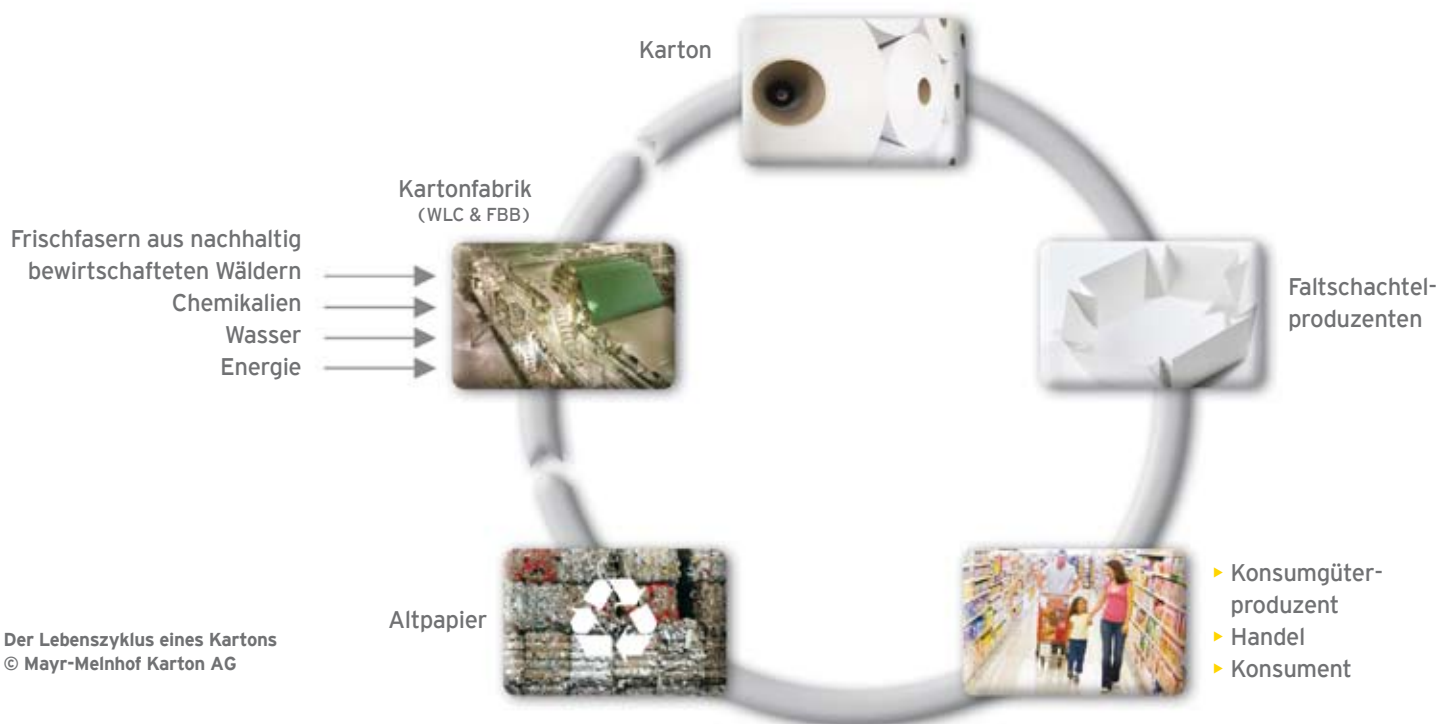 Karton
Kartonfabrik
(WLC & FBB)
Frischfasern aus nachhaltig
bewirtschafteten Wäldern
Chemikalien
Wasser
Energie
Faltschachtel-
produzenten
Altpapier
▸ Konsumgüter-
produzent
▸ Handel
▸ Konsument
Der Lebenszyklus eines Kartons
© Mayr-Melnhof Karton AG